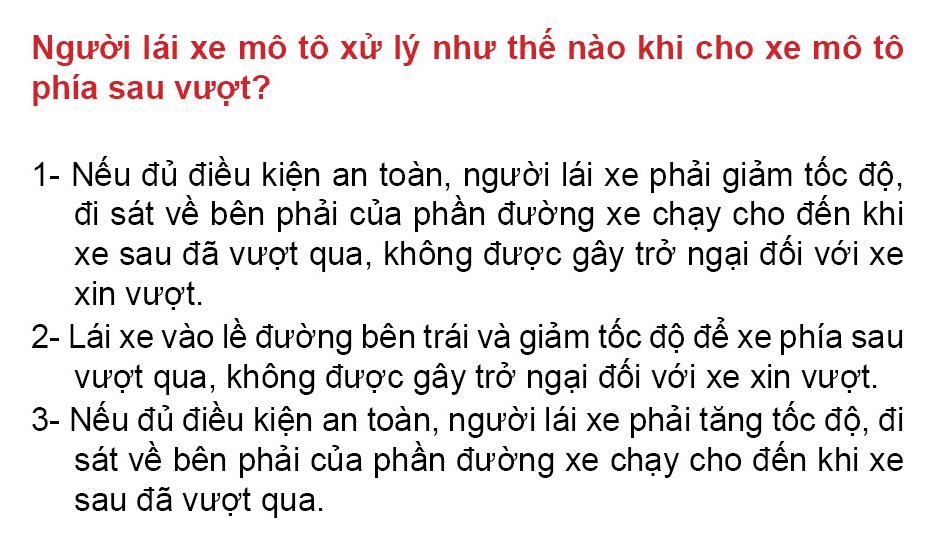 Người lái xe mô tô xử lý như thế nào khi cho xe mô tô
phía sau vượt?
1- Nếu đủ điều kiện an toàn, người lái xe phải giảm tốc độ,
đi sát về bên phải của phần đường xe chạy cho đến khi
xe sau đã vượt qua, không được gây trở ngại đối với xe
xin vượt.
2- Lái xe vào lề đường bên trái và giảm tốc độ để xe phía sau
vượt qua, không được gây trở ngại đối với xe xin vượt.
3- Nếu đủ điều kiện an toàn, người lái xe phải tăng tốc độ, đi
sát về bên phải của phần đường xe chạy cho đến khi xe
sau đã vượt qua.